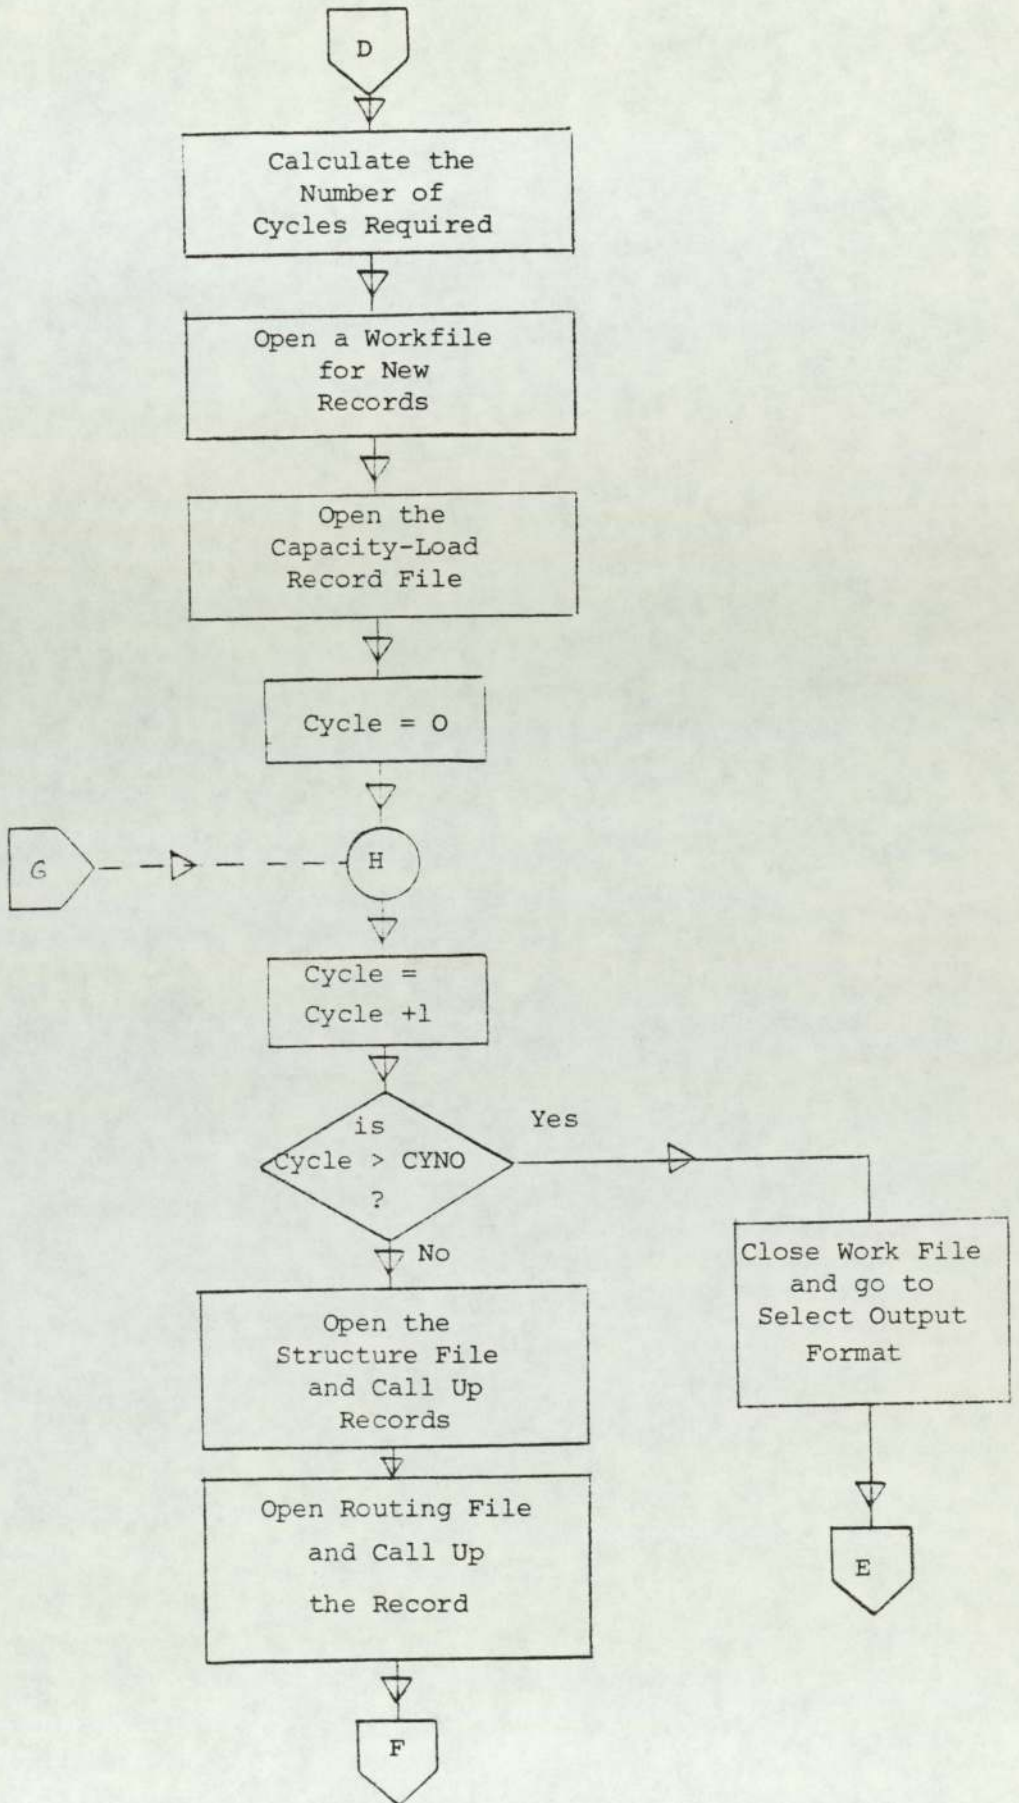 D
Calculate the
Number of
Cycles Required
Open a Workfile
for New
Records
Open the
Capacity-Load
Record File
Cycle = O
G
H
Cycle =
Cycle +1
is
Cycle > CYNO
?
Yes
No
Open the
Structure File
and Call Up
Records
Close Work File
and go to
Select Output
Format
Open Routing File
and Call Up
the Record
E
F